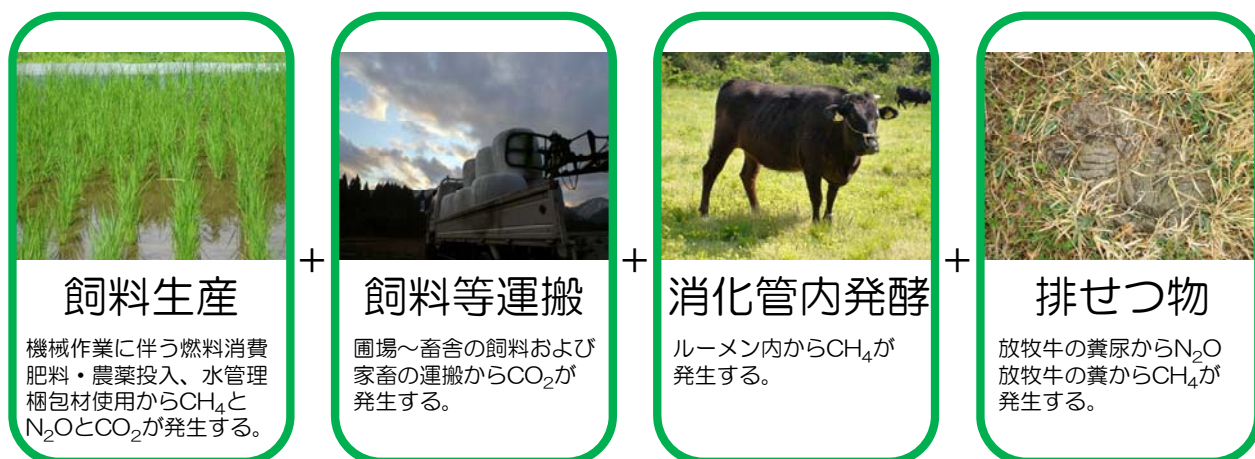 飼料生産
機械作業に伴う燃料消費
肥料・農薬投入、水管理
梱包材使用からCH₄と
N₂OとCO₂が発生する。
+
飼料等運搬
圃場～畜舎の飼料および
家畜の運搬からCO₂が
発生する。
+
消化管内発酵
ルーメン内からCH₄が
発生する。
+
排せつ物
放牧牛の糞尿からN₂O
放牧牛の糞からCH₄が
発生する。